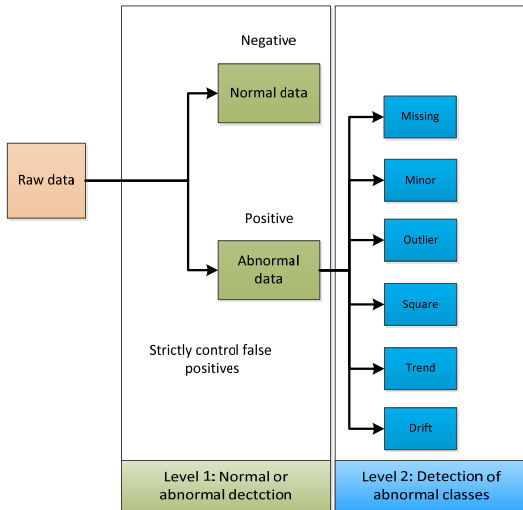 Negative
Normal data
Raw data
Positive
Abnormal
data
Strictly control false
positives
Missing
Minor
Outlier
Square
Trend
Drift
Level 1: Normal or
abnormal dectction
Level 2: Detection of
abnormal classes